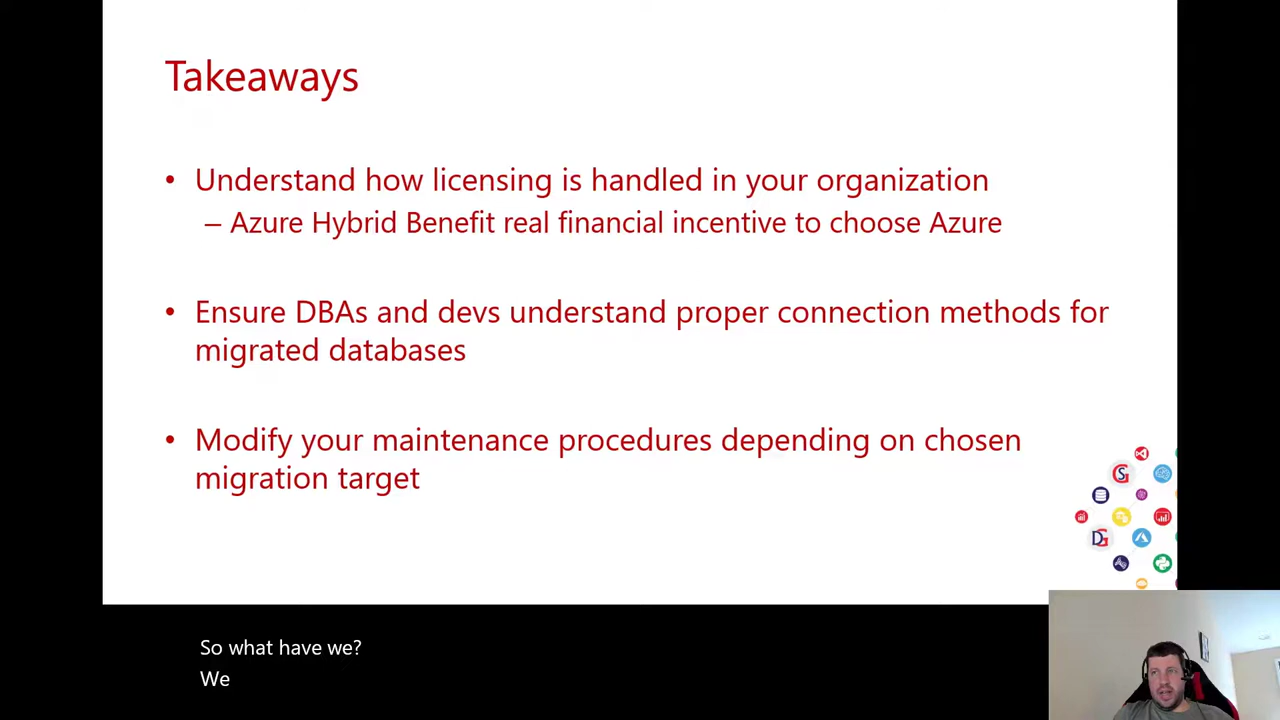 Takeaways
• Understand how licensing is handled in your organization
– Azure Hybrid Benefit real financial incentive to choose Azure
• Ensure DBAs and devs understand proper connection methods for
migrated databases
• Modify your maintenance procedures depending on chosen
migration target
GS
DG
So what have we?
We